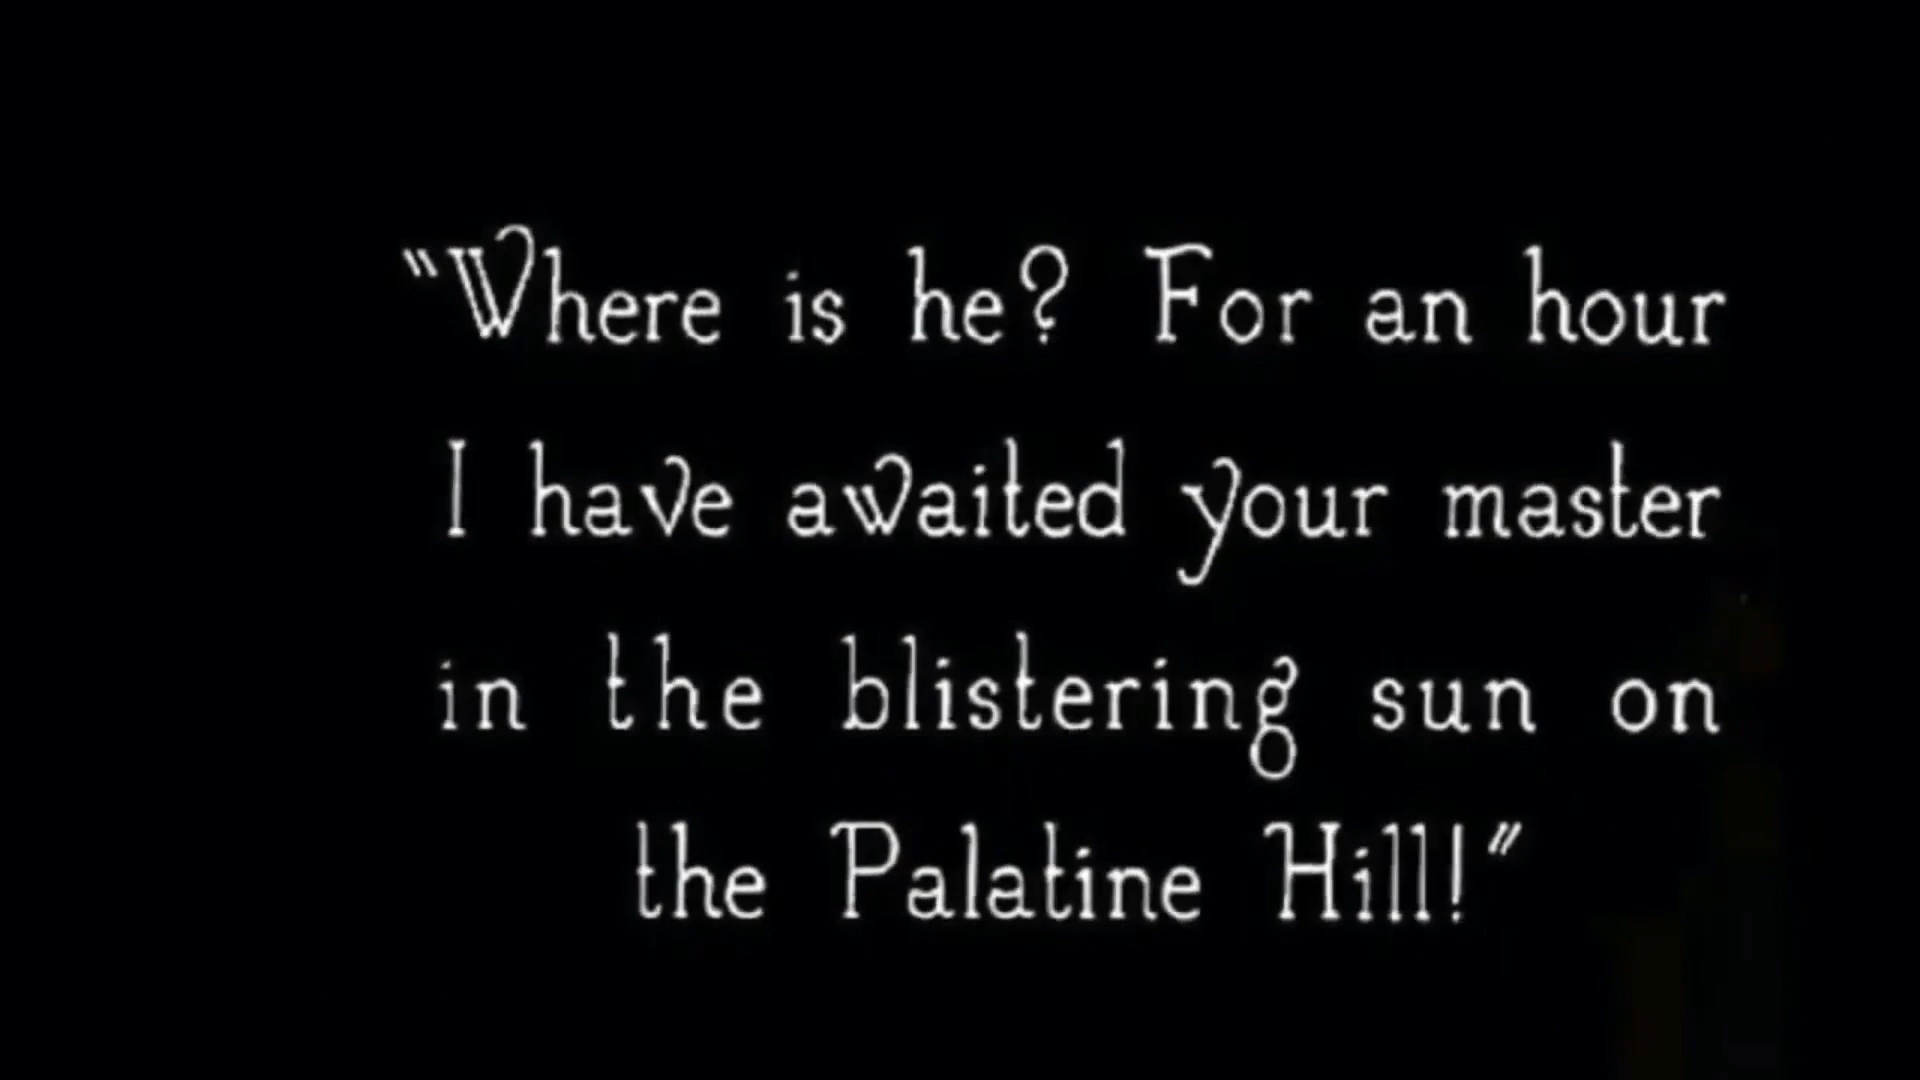 "Where is he? For an hour
I have awaited your master
in the blistering sun on
the Palatine Hill!"